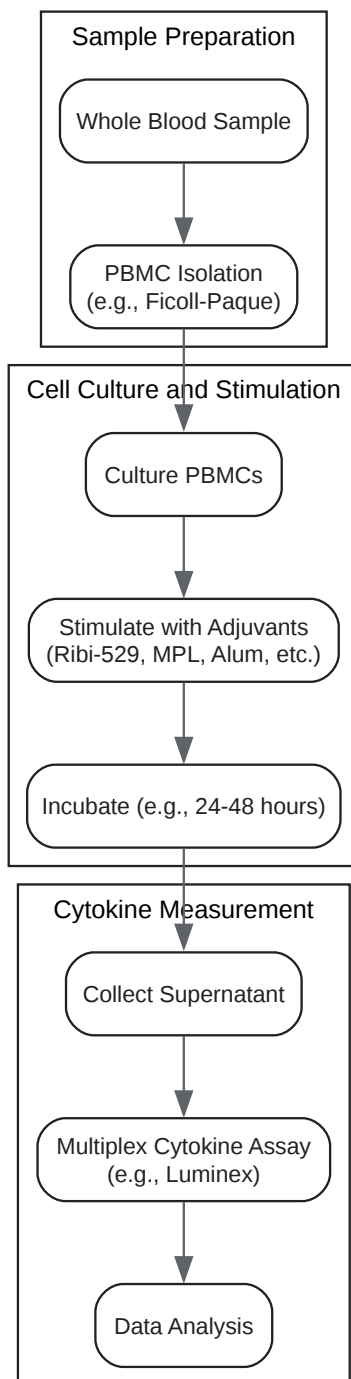 Sample Preparation
Whole Blood Sample
PBMC Isolation
(e.g., Ficoll-Paque)
Cell Culture and Stimulation
Culture PBMCs
Stimulate with Adjuvants
(Ribi-529, MPL, Alum, etc.)
Incubate (e.g., 24-48 hours)
Cytokine Measurement
Collect Supernatant
Multiplex Cytokine Assay
(e.g., Luminex)
Data Analysis